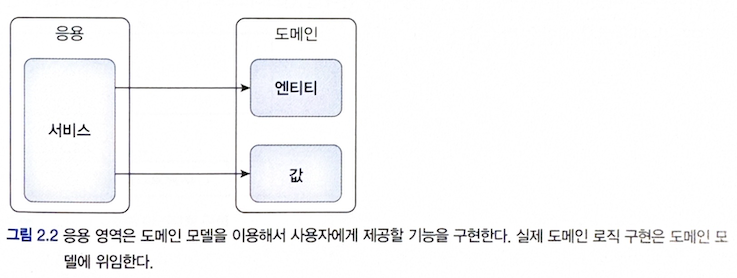 응용
도메인
서비스
엔티티
값
그림 2.2 응용 영역은 도메인 모델을 이용해서 사용자에게 제공할 기능을 구현한다. 실제 도메인 로직 구현은 도메인 모
델에 위임한다.